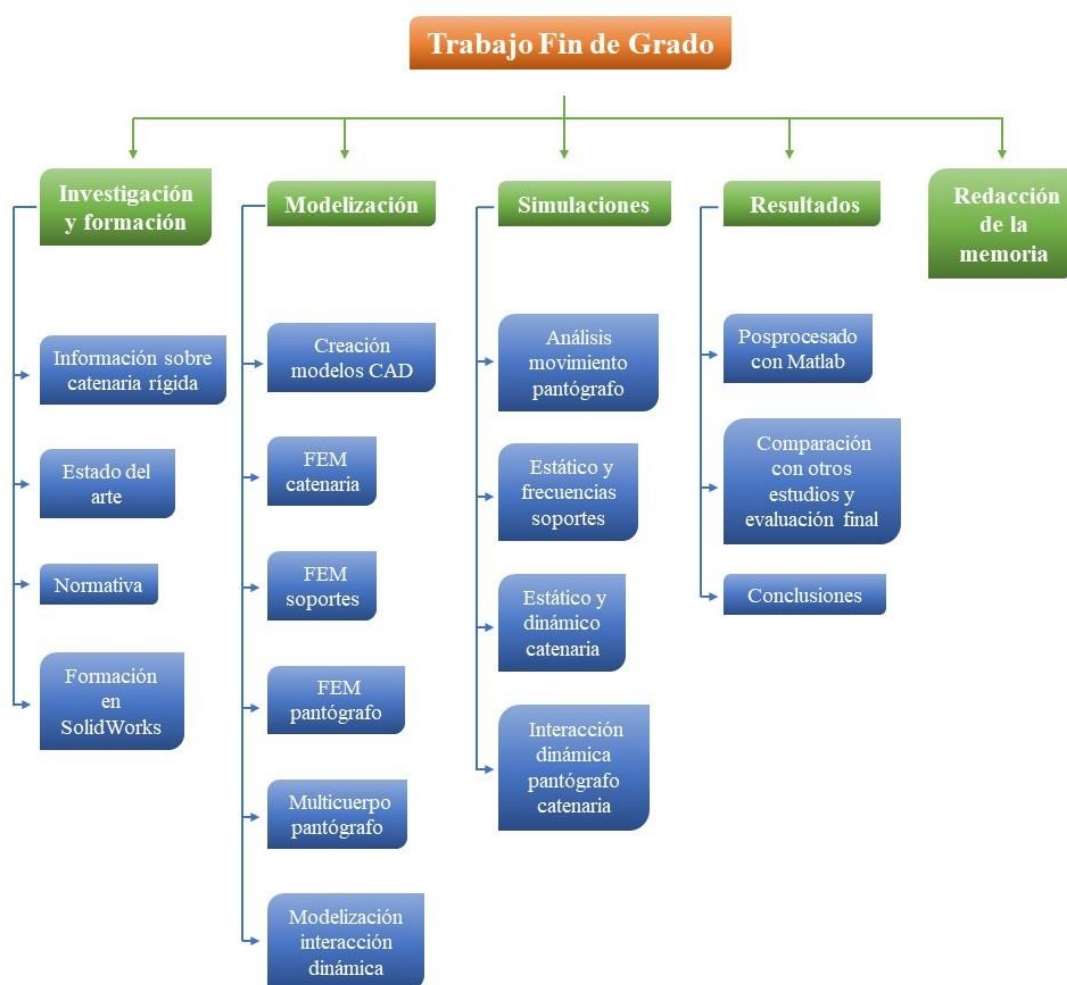 Trabajo Fin de Grado
Investigación
y formación
Información sobre
catenaria rígida
Estado del
arte
Normativa
Formación
en
SolidWorks
Modelización
Creación
modelos CAD
FEM
catenaria
FEM
soportes
FEM
pantógrafo
Multicuerpo
pantógrafo
Modelización
interacción
dinámica
Simulaciones
Análisis
movimiento
pantógrafo
Estático y
frecuencias
soportes
Estático y
dinámico
catenaria
Interacción
dinámica
pantógrafo
catenaria
Resultados
Posprocesado
con Matlab
Comparación
con otros
estudios y
evaluación final
Conclusiones
Redacción
de la
memoria